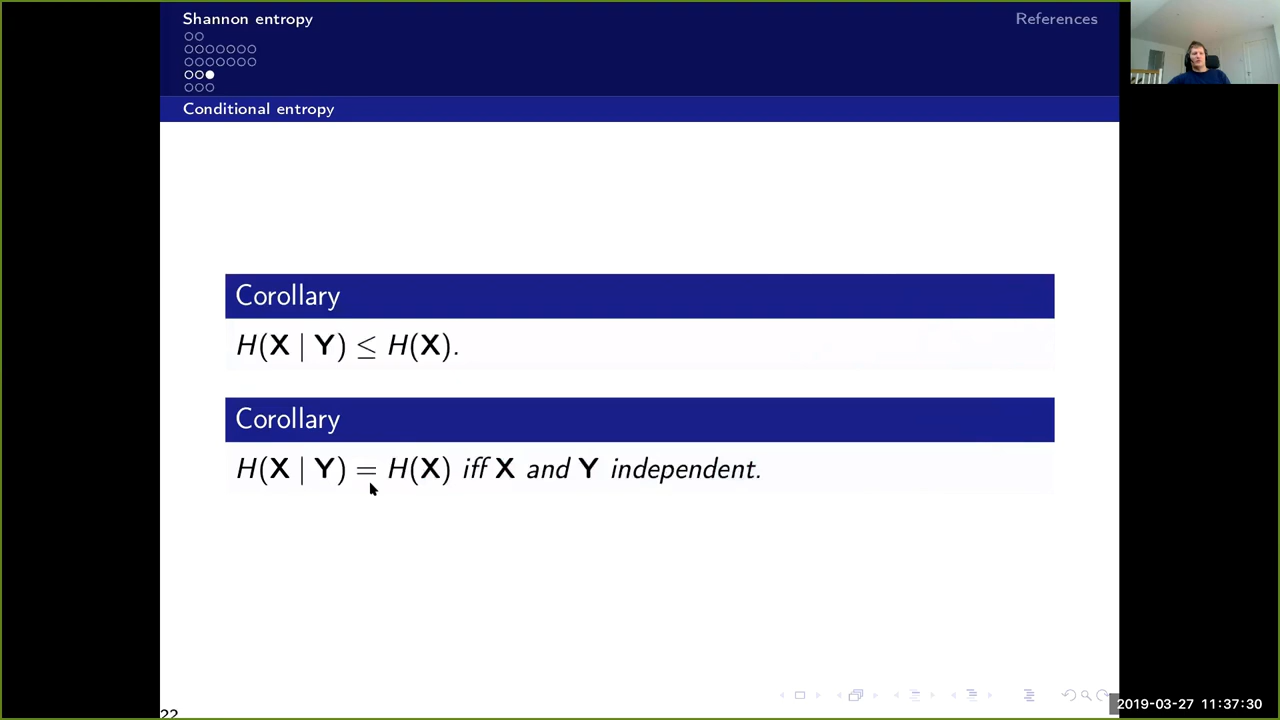 Shannon entropy
References
Conditional entropy
Corollary
H(X | Y) ≤ H(X).
Corollary
H(X | Y) = H(X) iff X and Y independent.
22
2019-03-27 11:37:30